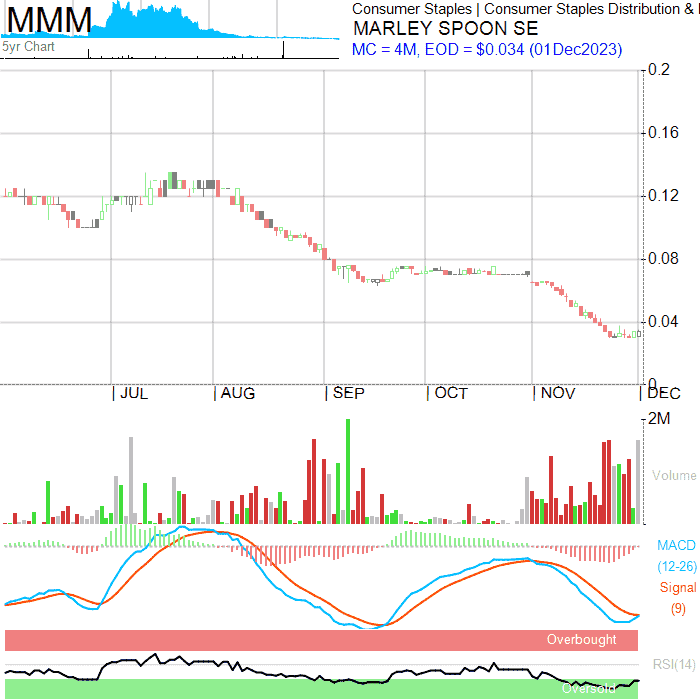 MMM
5yr Chart
Consumer Staples | Consumer Staples Distribution &
MARLEY SPOON SE
MC = 4M, EOD = $0.034 (01Dec2023)
0.2
0.16
0.12
0.08
0.04
0
JUL AUG SEP OCT NOV DEC
2M
Volume
MACD
(12-26)
Signal
(9)
Overbought
RSI(14)
Oversold